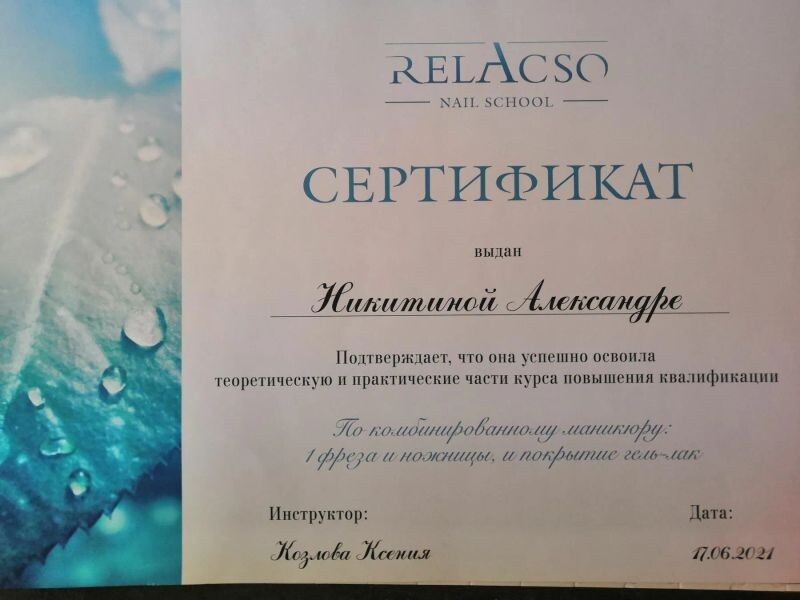 RELACSO
NAIL SCHOOL
СЕРТИФИКАТ
выдан
Никитиной Александре
Подтверждает, что она успешно освоила
теоретическую и практические части курса повышения квалификации
По комбинированному маникюру:
1 фреза и ножницы, и покрытие гель-лак
Инструктор:
Дата:
Козлова Ксения
17.06.2021